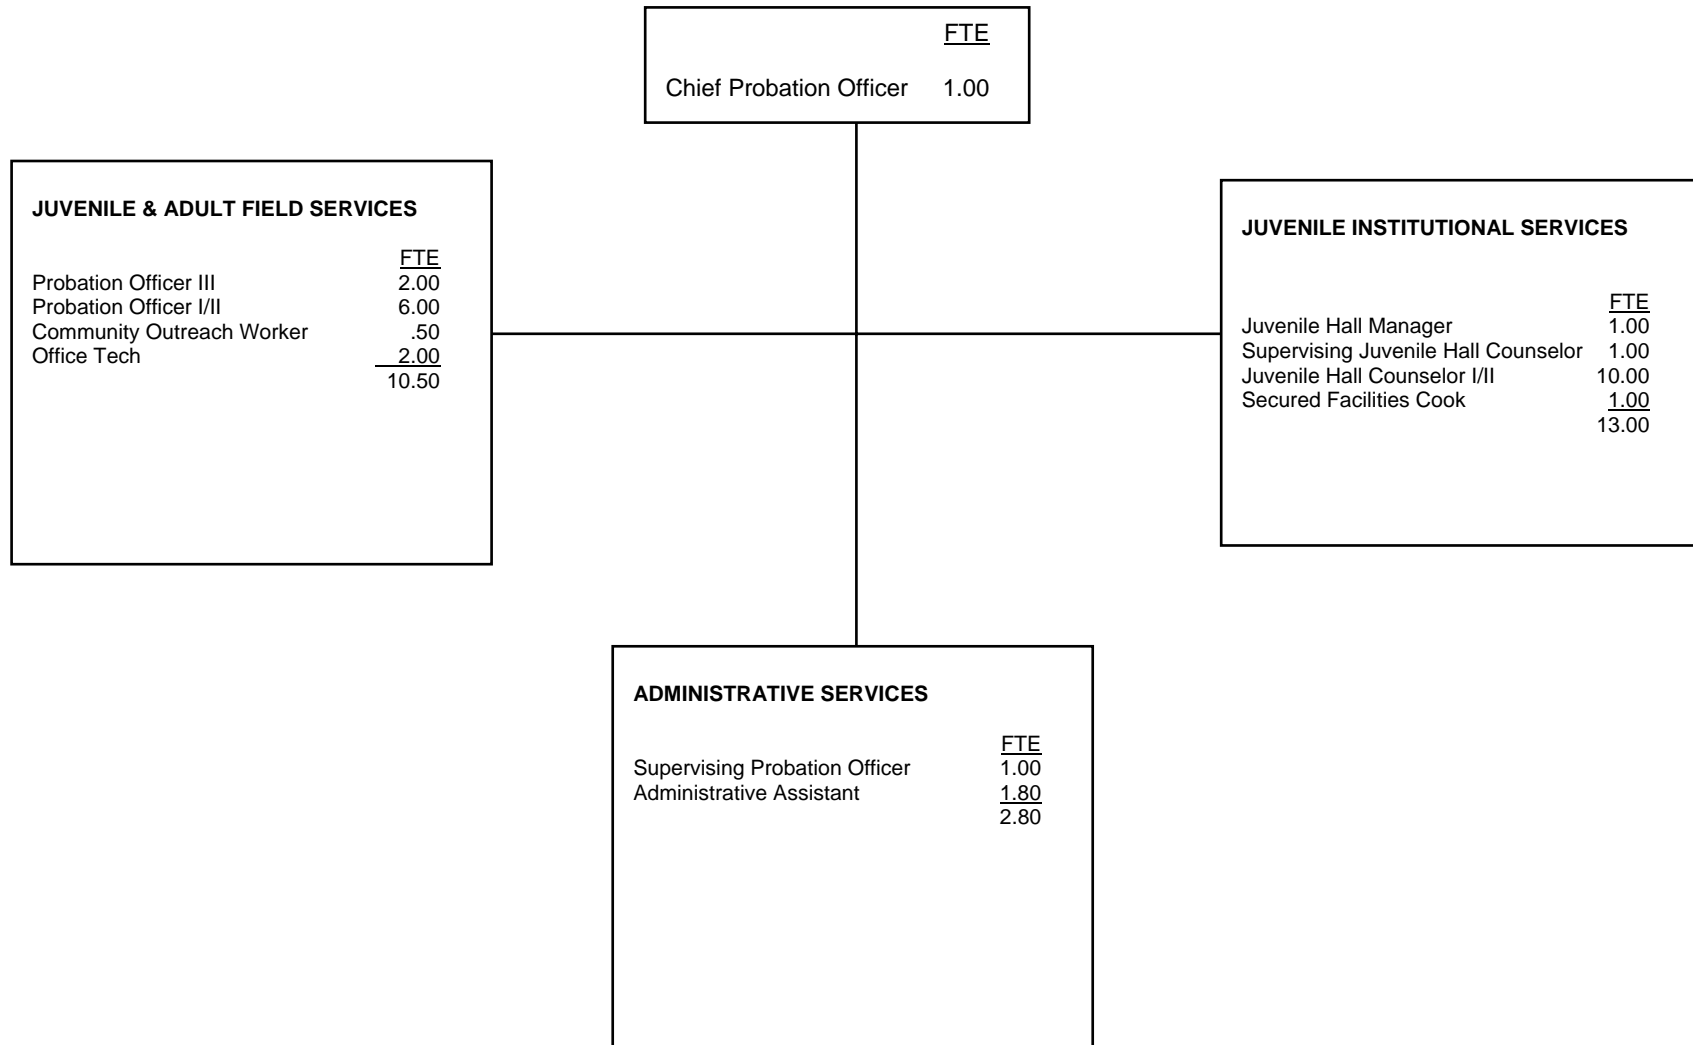 FTE
Chief Probation Officer 1.00
JUVENILE & ADULT FIELD SERVICES
FTE
Probation Officer III 2.00
Probation Officer I/II 6.00
Community Outreach Worker .50
Office Tech 2.00
10.50
JUVENILE INSTITUTIONAL SERVICES
FTE
Juvenile Hall Manager 1.00
Supervising Juvenile Hall Counselor 1.00
Juvenile Hall Counselor I/II 10.00
Secured Facilities Cook 1.00
13.00
ADMINISTRATIVE SERVICES
FTE
Supervising Probation Officer 1.00
Administrative Assistant 1.80
2.80